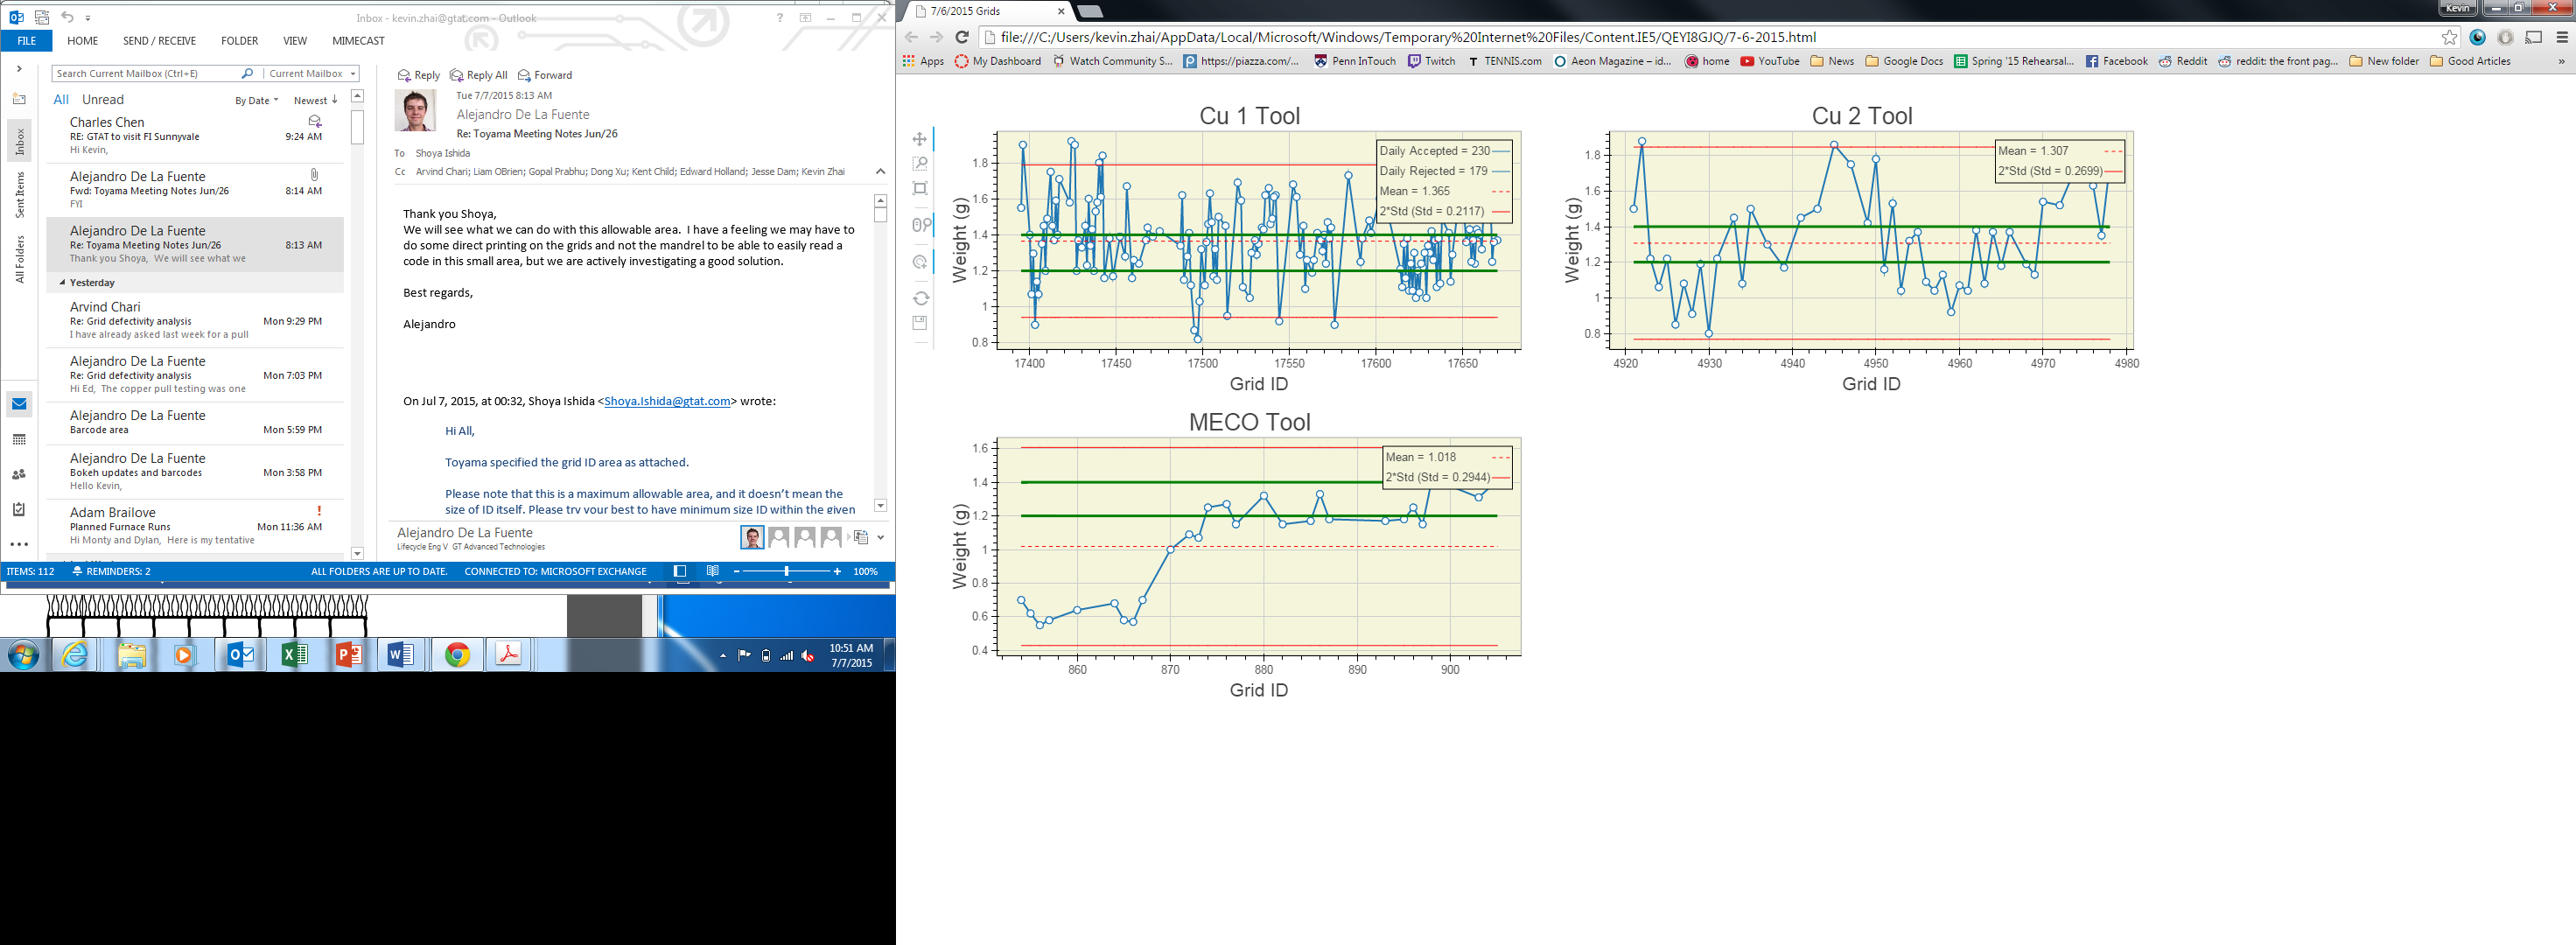 Inbox - kevin.zhai@gtat.com - Outlook
FILE HOME SEND / RECEIVE FOLDER VIEW MIMECAST
Search Current Mailbox (Ctrl+E) Current Mailbox
All Unread By Date Newest
Inbox
Sent Items
All Folders
Charles Chen
RE: GTAT to visit FI Sunnyvale 9:24 AM
Hi Kevin,
Alejandro De La Fuente
Fwd: Toyama Meeting Notes Jun/26 8:14 AM
FYI
Alejandro De La Fuente
Re: Toyama Meeting Notes Jun/26 8:13 AM
Thank you Shoya, We will see what we
Yesterday
Arvind Chari
Re: Grid defectivity analysis Mon 9:29 PM
I have already asked last week for a pull
Alejandro De La Fuente
Re: Grid defectivity analysis Mon 7:03 PM
Hi Ed, The copper pull testing was one
Alejandro De La Fuente
Barcode area Mon 5:59 PM
Alejandro De La Fuente
Bokeh updates and barcodes Mon 3:58 PM
Hello Kevin,
Adam Brailove !
Planned Furnace Runs Mon 11:36 AM
Hi Monty and Dylan, Here is my tentative
Reply Reply All Forward
Tue 7/7/2015 8:13 AM
Alejandro De La Fuente
Re: Toyama Meeting Notes Jun/26
To Shoya Ishida
Cc Arvind Chari; Liam OBrien; Gopal Prabhu; Dong Xu; Kent Child; Edward Holland; Jesse Dam; Kevin Zhai
Thank you Shoya,
We will see what we can do with this allowable area. I have a feeling we may have to
do some direct printing on the grids and not the mandrel to be able to easily read a
code in this small area, but we are actively investigating a good solution.
Best regards,
Alejandro
On Jul 7, 2015, at 00:32, Shoya Ishida <Shoya.Ishida@gtat.com> wrote:
Hi All,
Toyama specified the grid ID area as attached.
Please note that this is a maximum allowable area, and it doesn't mean the
size of ID itself. Please try your best to have minimum size ID within the given
Alejandro De La Fuente
Lifecycle Eng V GT Advanced Technologies
ITEMS: 112 REMINDERS: 2 ALL FOLDERS ARE UP TO DATE. CONNECTED TO: MICROSOFT EXCHANGE 100%
10:51 AM
7/7/2015
7/6/2015 Grids
Kevin
file:///C:/Users/kevin.zhai/AppData/Local/Microsoft/Windows/Temporary%20Internet%20Files/Content.IE5/QEYI8GJQ/7-6-2015.html
Apps My Dashboard Watch Community S... https://piazza.com/... Penn InTouch Twitch TENNIS.com Aeon Magazine – id... home YouTube News Google Docs Spring '15 Rehearsal... Facebook Reddit reddit: the front pag... New folder Good Articles »
Cu 1 Tool
Weight (g)
1.8
1.6
1.4
1.2
1
0.8
Daily Accepted = 230
Daily Rejected = 179
Mean = 1.365
2*Std (Std = 0.2117)
17400 17450 17500 17550 17600 17650
Grid ID
Cu 2 Tool
Weight (g)
1.8
1.6
1.4
1.2
1
0.8
Mean = 1.307
2*Std (Std = 0.2699)
4920 4930 4940 4950 4960 4970 4980
Grid ID
MECO Tool
Weight (g)
1.6
1.4
1.2
1
0.8
0.6
0.4
Mean = 1.018
2*Std (Std = 0.2944)
860 870 880 890 900
Grid ID